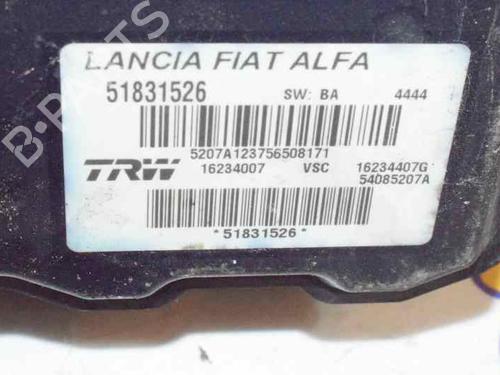 LANCIA FIAT ALFA
51831526 SW: BA 4444
5207A123756508171
TRW 16234007 VSC 16234407G
54085207A
*51831526*
B-PARTS